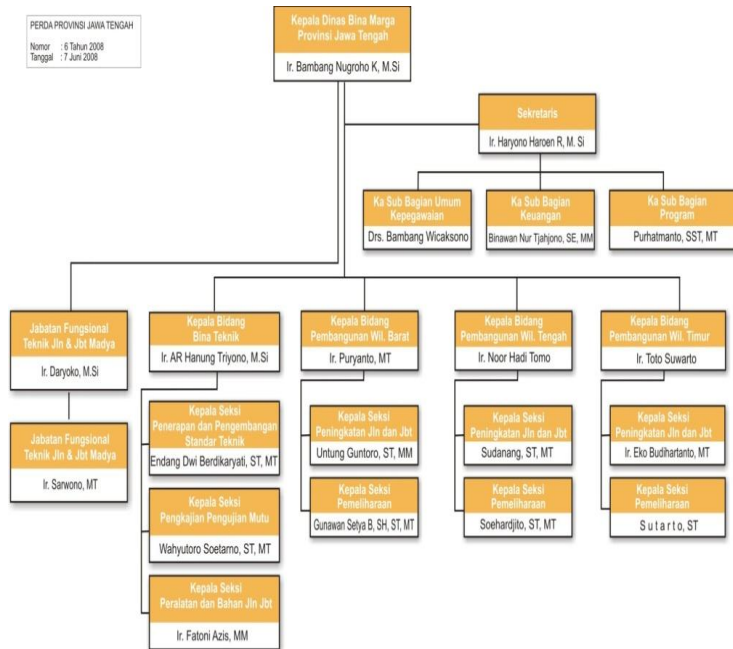 PERDA PROVINSI JAWA TENGAH
Nomor : 6 Tahun 2008
Tanggal : 7 Juni 2008
Kepala Dinas Bina Marga
Provinsi Jawa Tengah
Ir. Bambang Nugroho K, M.Si
Sekretaris
Ir. Haryono Haroen R, M. Si
Ka Sub Bagian Umum
Kepegawaian
Drs. Bambang Wicaksono
Ka Sub Bagian
Keuangan
Binawan Nur Tjahjono, SE, MM
Ka Sub Bagian
Program
Purhatmanto, SST, MT
Jabatan Fungsional
Teknik Jln & Jbt Madya
Ir. Daryoko, M.Si
Jabatan Fungsional
Teknik Jln & Jbt Madya
Ir. Sarwono, MT
Kepala Bidang
Bina Teknik
Ir. AR Hanung Triyono, M.Si
Kepala Seksi
Penerapan dan Pengembangan
Standar Teknik
Endang Dwi Berdikaryati, ST, MT
Kepala Seksi
Pengkajian Pengujian Mutu
Wahyutoro Soetarno, ST, MT
Kepala Seksi
Peralatan dan Bahan Jln Jbt
Ir. Fatoni Azis, MM
Kepala Bidang
Pembangunan Wil. Barat
Ir. Puryanto, MT
Kepala Seksi
Peningkatan Jln dan Jbt
Untung Guntoro, ST, MM
Kepala Seksi
Pemeliharaan
Gunawan Setya B, SH, ST, MT
Kepala Bidang
Pembangunan Wil. Tengah
Ir. Noor Hadi Tomo
Kepala Seksi
Peningkatan Jln dan Jbt
Sudanang, ST, MT
Kepala Seksi
Pemeliharaan
Soehardjito, ST, MT
Kepala Bidang
Pembangunan Wil. Timur
Ir. Toto Suwarto
Kepala Seksi
Peningkatan Jln dan Jbt
Ir. Eko Budihartanto, MT
Kepala Seksi
Pemeliharaan
S u t a r t o, ST